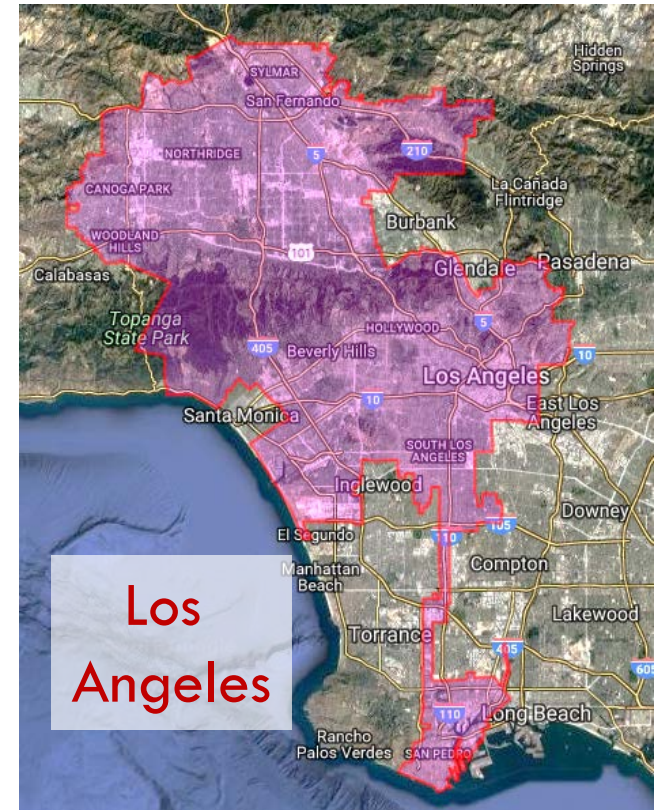 Hidden
Springs
SYLMAR
San Fernando
NORTHRIDGE
5
210
CANOGA PARK
La Cañada
Flintridge
Burbank
WOODLAND
HILLS
101
Glendale
Pasadena
Calabasas
Topanga
State Park
HOLLYWOOD
5
405
Beverly Hills
10
Los Angeles
10
Santa Monica
East Los
Angeles
SOUTH LOS
ANGELES
Inglewood
Downey
105
El Segundo
110
Manhattan
Beach
Compton
Los
Angeles
Lakewood
Torrance
405
605
110
Long Beach
Rancho
Palos Verdes
SAN PEDRO